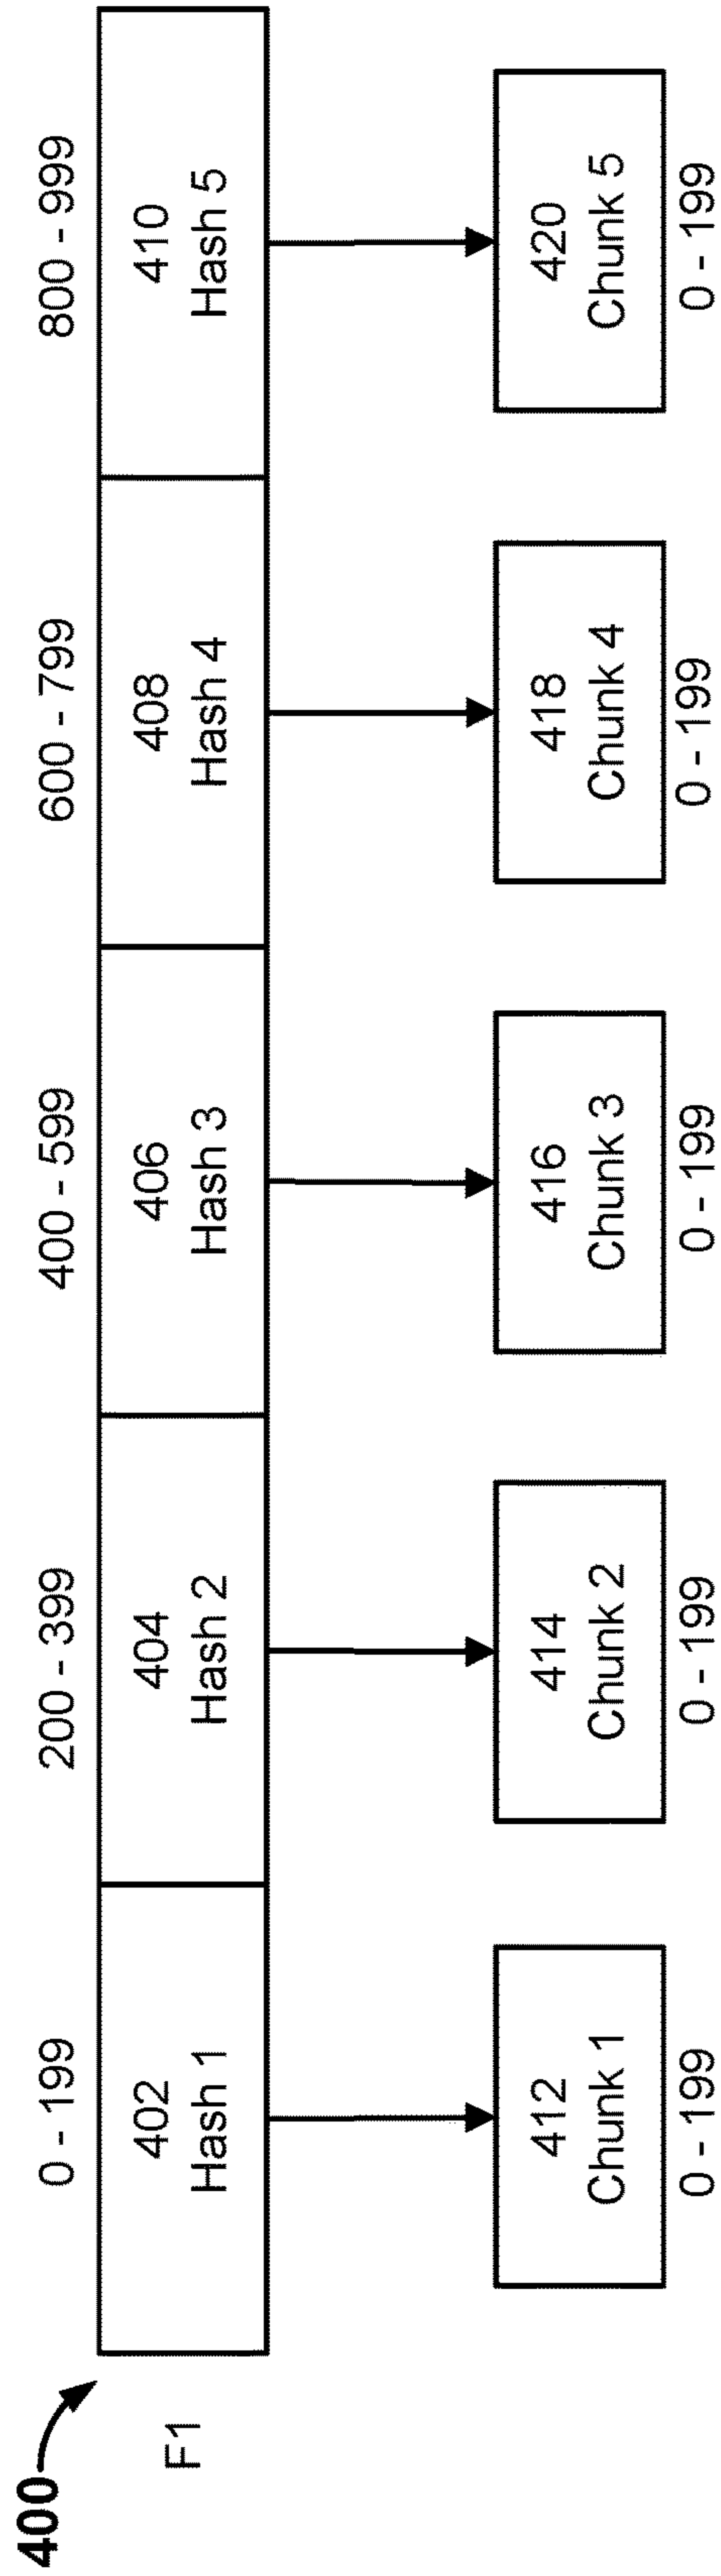 400
F1
0 - 199
200 - 399
400 - 599
600 - 799
800 - 999
402
Hash 1
404
Hash 2
406
Hash 3
408
Hash 4
410
Hash 5
412
Chunk 1
414
Chunk 2
416
Chunk 3
418
Chunk 4
420
Chunk 5
0 - 199
0 - 199
0 - 199
0 - 199
0 - 199